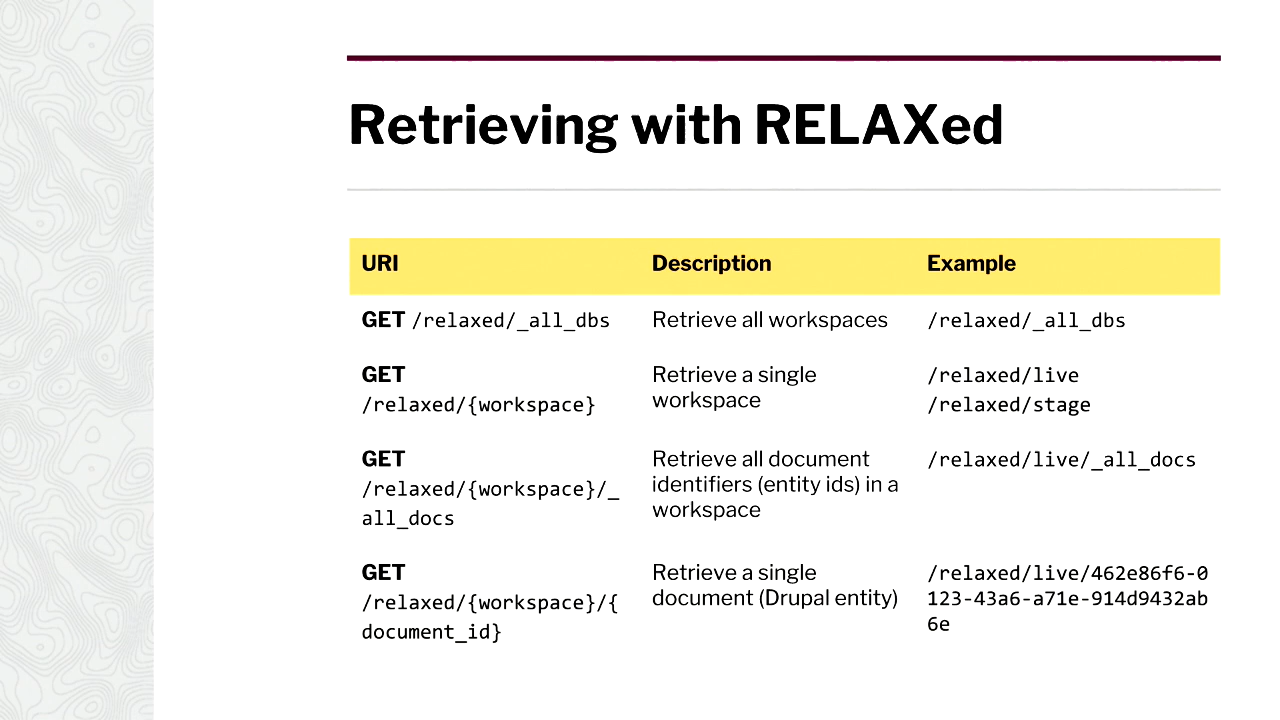 Retrieving with RELAXed
URI Description Example
GET /relaxed/_all_dbs Retrieve all workspaces /relaxed/_all_dbs
GET
/relaxed/{workspace}
Retrieve a single
workspace
/relaxed/live
/relaxed/stage
GET
/relaxed/{workspace}/_
all_docs
Retrieve all document
identifiers (entity ids) in a
workspace
/relaxed/live/_all_docs
GET
/relaxed/{workspace}/{
document_id}
Retrieve a single
document (Drupal entity)
/relaxed/live/462e86f6-0
123-43a6-a71e-914d9432ab
6e